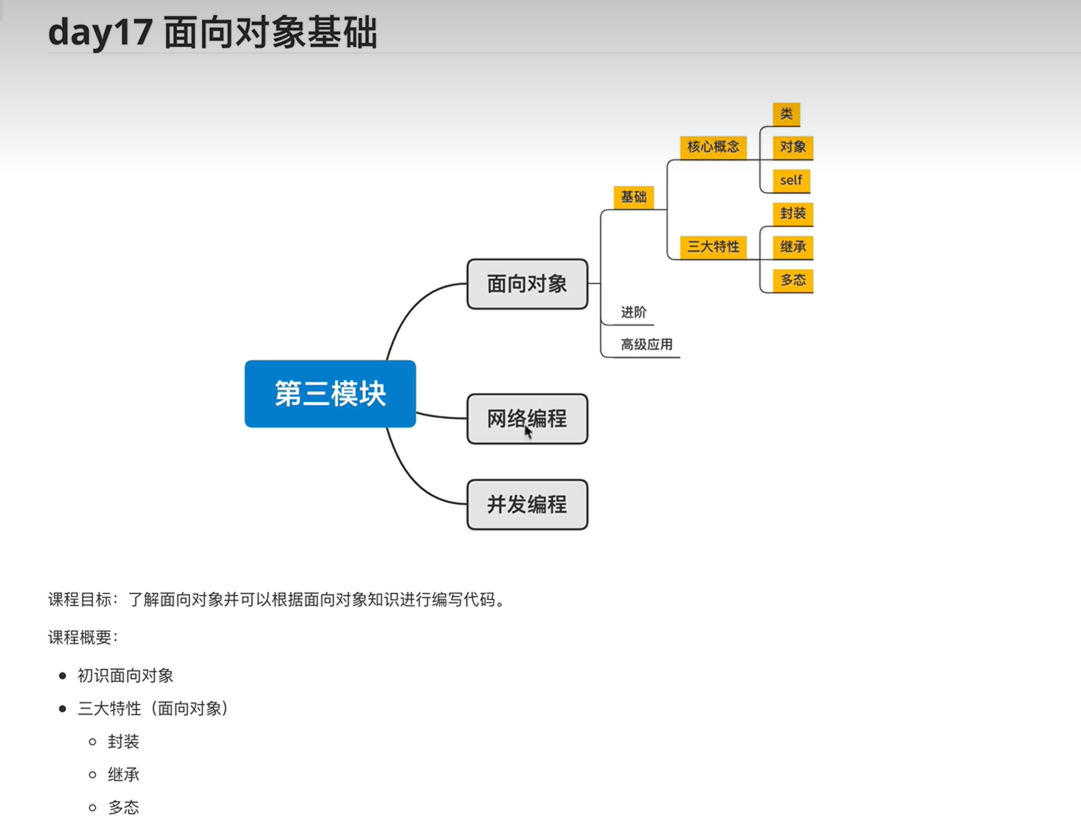 day17 面向对象基础
类
核心概念
对象
self
基础
封装
三大特性
继承
多态
面向对象
进阶
高级应用
第三模块
网络编程
并发编程
课程目标：了解面向对象并可以根据面向对象知识进行编写代码。
课程概要：
初识面向对象
三大特性（面向对象）
封装
继承
多态